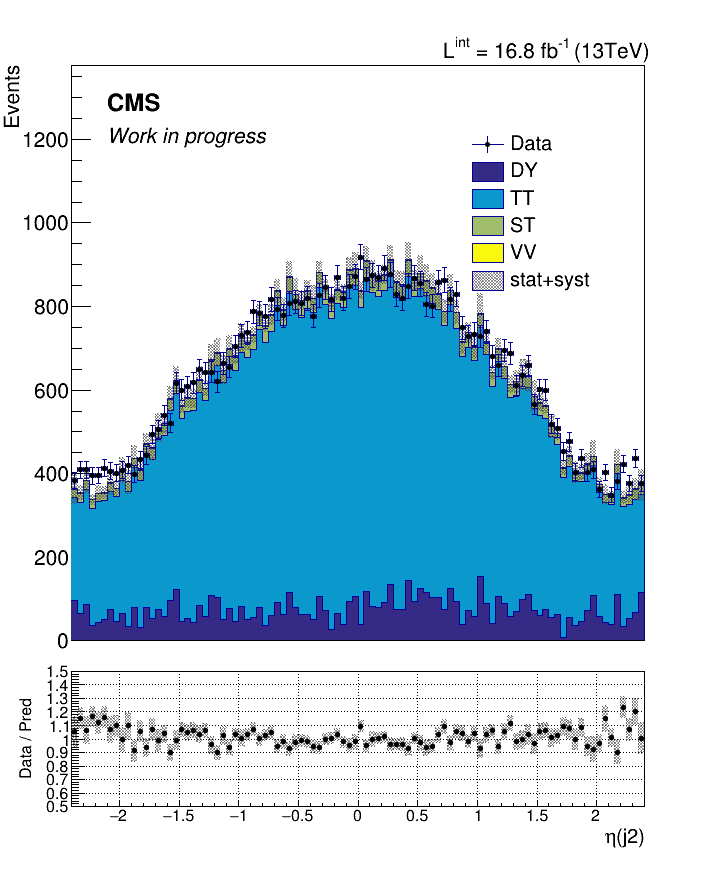 L^int = 16.8 fb^-1 (13TeV)
Events
CMS
Work in progress
Data
DY
TT
ST
VV
stat+syst
1200
1000
800
600
400
200
0
Data / Pred
1.5
1.4
1.3
1.2
1.1
1
0.9
0.8
0.7
0.6
0.5
−2 −1.5 −1 −0.5 0 0.5 1 1.5 2
η(j2)